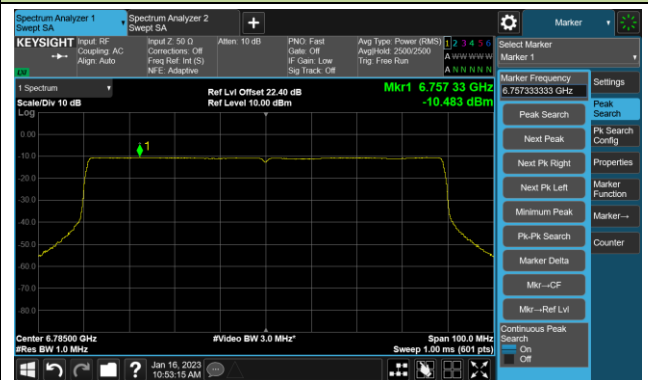 Spectrum Analyzer 1
Swept SA
Spectrum Analyzer 2
Swept SA
+
Marker
KEYSIGHT
Input: RF
Coupling: AC
Align: Auto
Input Z: 50 Ω
Corrections: Off
Freq Ref: Int (S)
NFE: Adaptive
Atten: 10 dB
PNO: Fast
Gate: Off
IF Gain: Low
Sig Track: Off
Avg Type: Power (RMS)
Avg|Hold: 2500/2500
Trig: Free Run
1 2 3 4 5 6
A W W W W W
A N N N N N
Select Marker
Marker 1
Marker Frequency
6.757333333 GHz
Settings
Peak Search
Next Peak
Next Pk Right
Next Pk Left
Minimum Peak
Pk-Pk Search
Marker Delta
Mkr→CF
Mkr→Ref Lvl
Continuous Peak
Search
On
Off
Peak
Search
Pk Search
Config
Properties
Marker
Function
Marker→
Counter
1 Spectrum
Scale/Div 10 dB
Log
Ref Lvl Offset 22.40 dB
Ref Level 10.00 dBm
Mkr1 6.757 33 GHz
-10.483 dBm
1
0.00
-10.0
-20.0
-30.0
-40.0
-50.0
-60.0
-70.0
-80.0
Center 6.78500 GHz
#Res BW 1.0 MHz
#Video BW 3.0 MHz*
Span 100.0 MHz
Sweep 1.00 ms (601 pts)
?
Jan 16, 2023
10:53:15 AM